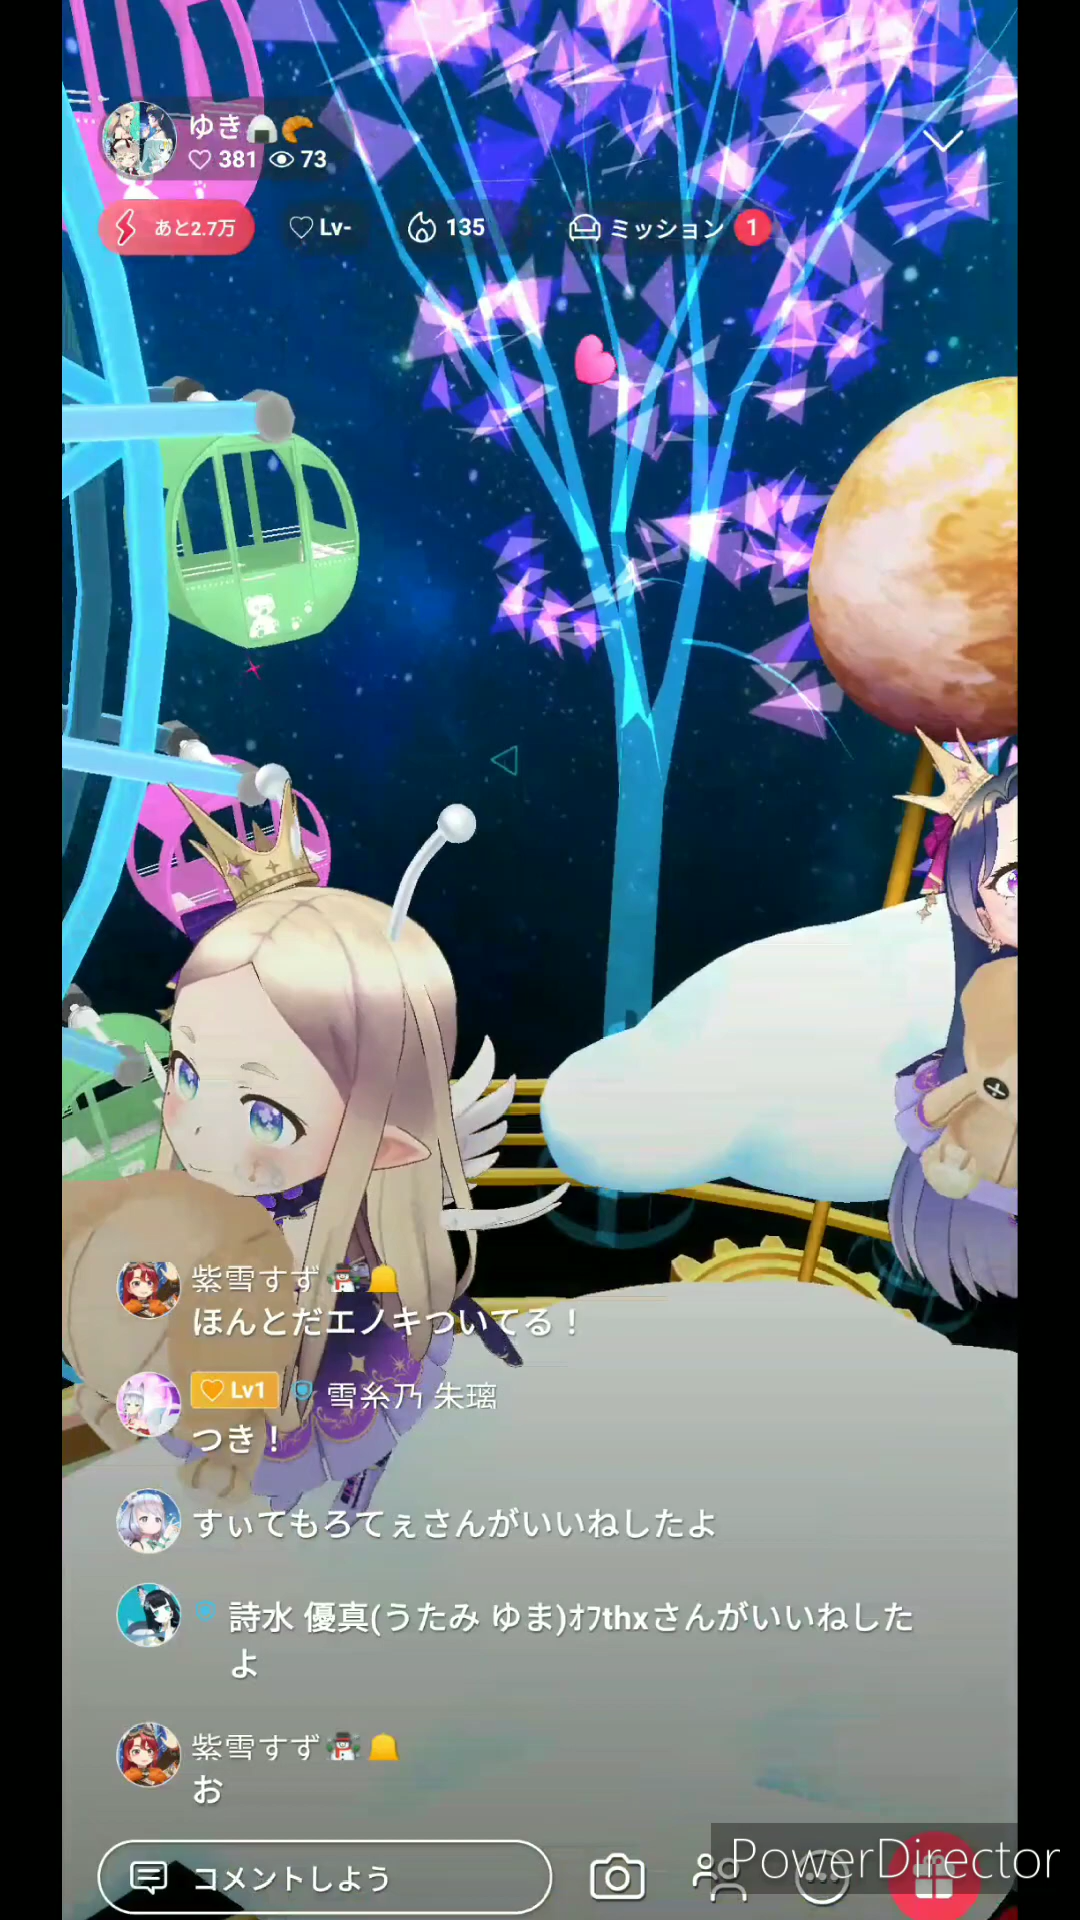 ゆき🍙🥐
381 73
あと2.7万 Lv- 135 ミッション 1
紫雪すず☃️🔔
ほんとだエノキついてる！
Lv1 雪糸乃 朱璃
つき！
すぃてもろてぇさんがいいねしたよ
詩水 優真(うたみ ゆま)ｵﾌthxさんがいいねした
よ
紫雪すず☃️🔔
お
コメントしよう
PowerDirector